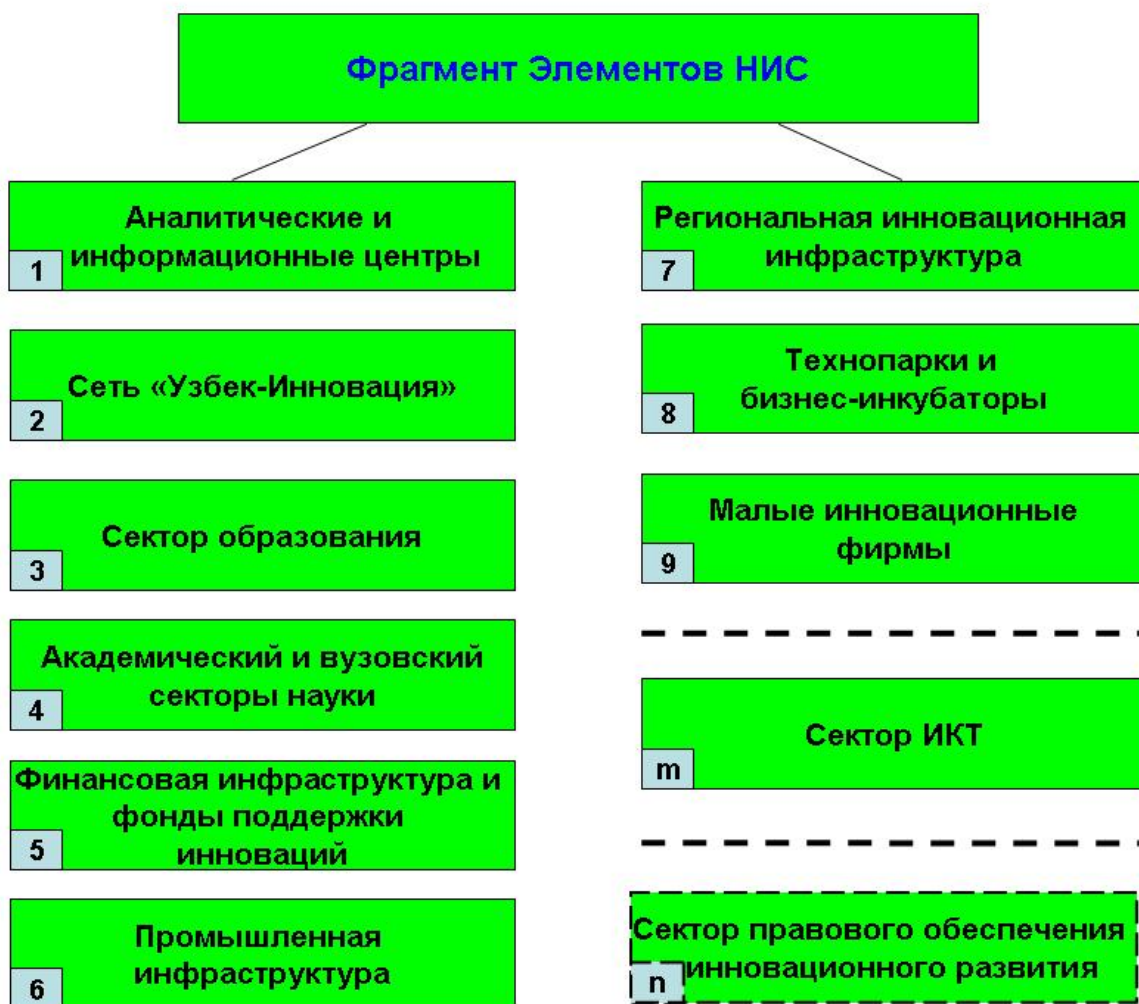 Фрагмент Элементов НИС
Аналитические и
информационные центры
1
Сеть «Узбек-Инновация»
2
Сектор образования
3
Академический и вузовский
секторы науки
4
Финансовая инфраструктура и
фонды поддержки
инноваций
5
Промышленная
инфраструктура
6
Региональная инновационная
инфраструктура
7
Технопарки и
бизнес-инкубаторы
8
Малые инновационные
фирмы
9
Сектор ИКТ
m
Сектор правового обеспечения
инновационного развития
n